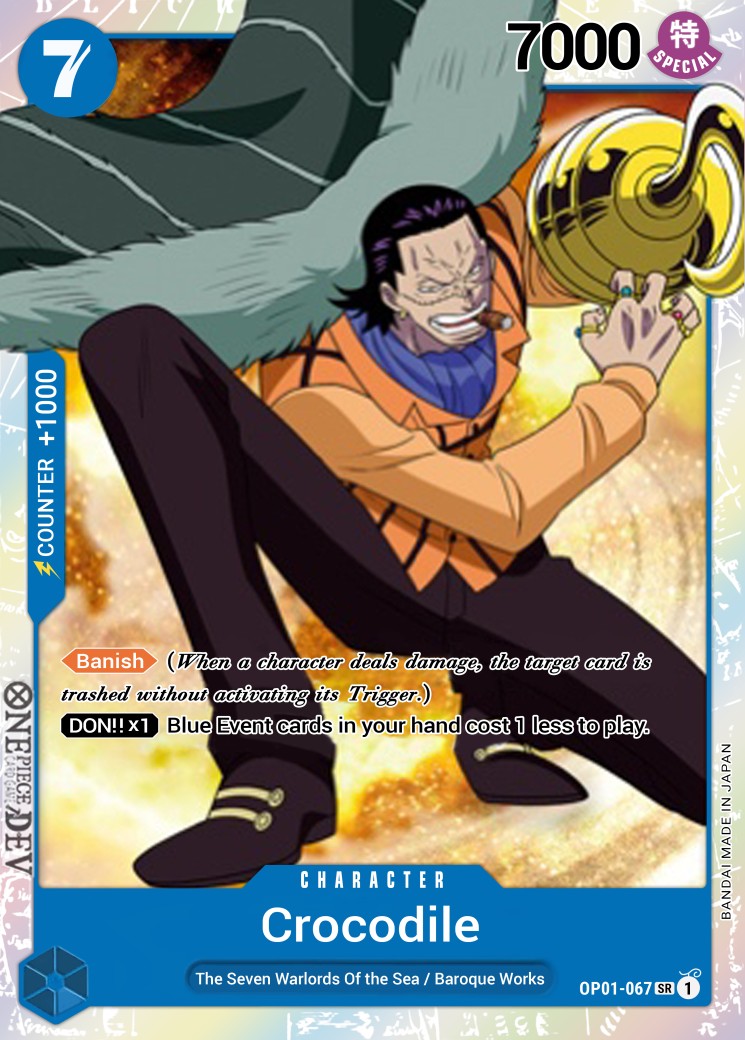 7
7000
特
SPECIAL
COUNTER +1000
Banish (When a character deals damage, the target card is
trashed without activating its Trigger.)
DON!! x1 Blue Event cards in your hand cost 1 less to play.
ONE PIECE
.DEV
BANDAI MADE IN JAPAN
CHARACTER
Crocodile
The Seven Warlords Of the Sea / Baroque Works
OP01-067 SR 1